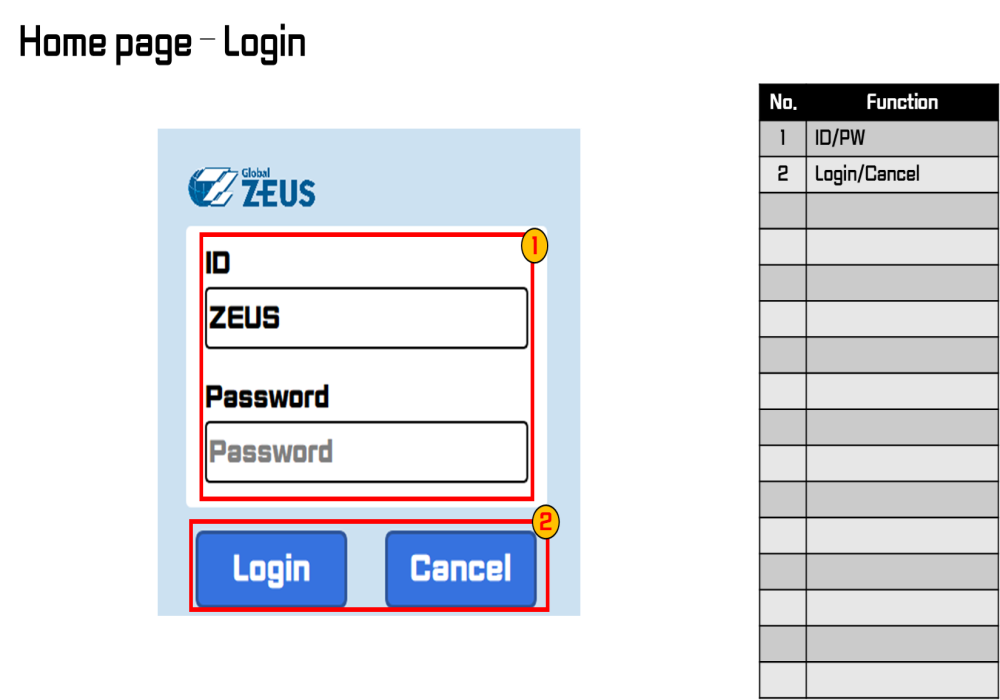 Home page – Login
No. Function
1 ID/PW
2 Login/Cancel
Global
ZEUS
1
ID
ZEUS
Password
Password
2
Login Cancel